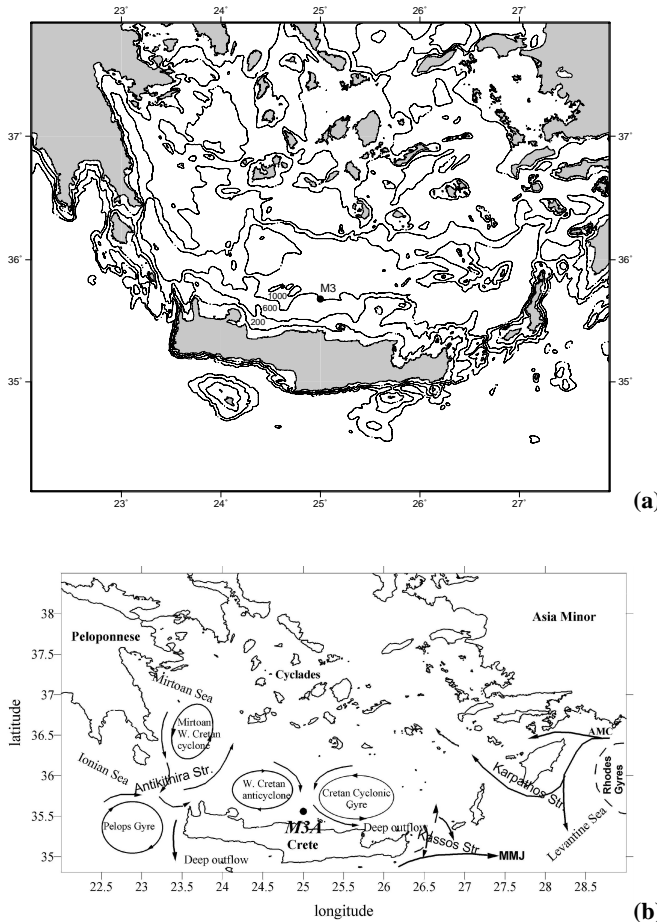 23° 24° 25° 26° 27°
37° 37°
36° 36°
M3
1000
600
200
35° 35°
23° 24° 25° 26° 27°
(a)
38
Asia Minor
Peloponnese
37.5
Cyclades
Mirtoan Sea
37
latitude
Mirtoan
W. Cretan
cyclone
AMC
36.5
Ionian Sea
Antikithira Str.
Karpathos Str.
Rhodes
Gyres
36
W. Cretan
anticyclone
Cretan Cyclonic
Gyre
35.5
Pelops Gyre
M3A
Crete
Deep outflow
Kassos Str.
Levantine Sea
35
Deep outflow
MMJ
22.5 23 23.5 24 24.5 25 25.5 26 26.5 27 27.5 28 28.5
longitude
(b)